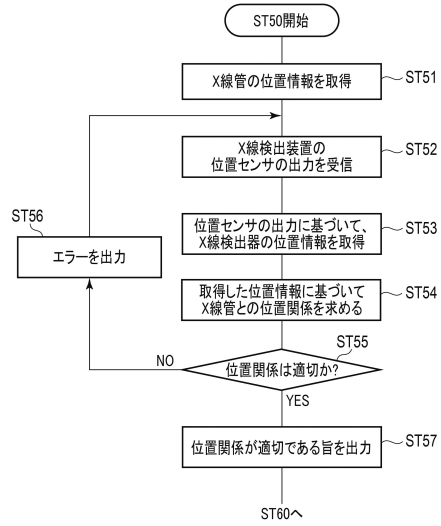 ST50開始
X線管の位置情報を取得
ST51
X線検出装置の
位置センサの出力を受信
ST52
位置センサの出力に基づいて、
X線検出器の位置情報を取得
ST53
ST56
エラーを出力
取得した位置情報に基づいて
X線管との位置関係を求める
ST54
ST55
位置関係は適切か?
NO
YES
位置関係が適切である旨を出力
ST57
ST60へ